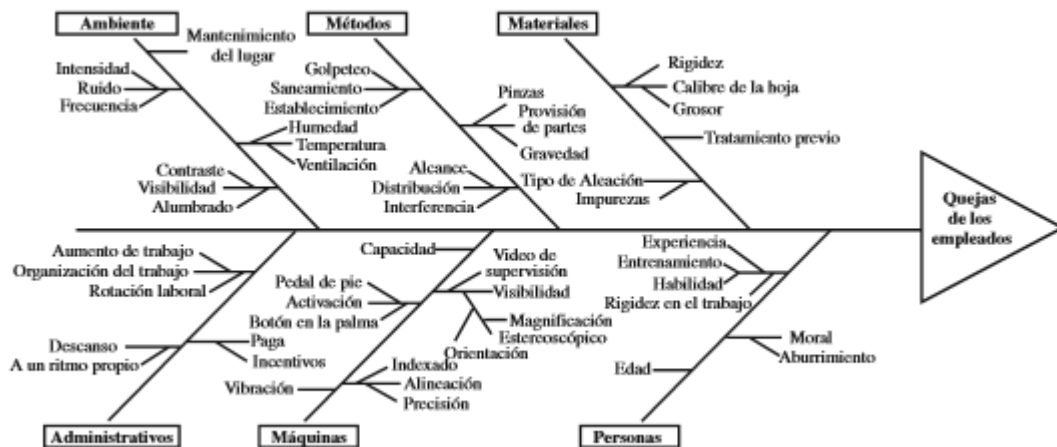 Ambiente
Métodos
Materiales
Mantenimiento
del lugar
Intensidad
Ruido
Frecuencia
Humedad
Temperatura
Ventilación
Contraste
Visibilidad
Alumbrado
Golpeteo
Saneamiento
Establecimiento
Pinzas
Provisión
de partes
Gravedad
Alcance
Distribución
Interferencia
Rigidez
Calibre de la hoja
Grosor
Tratamiento previo
Tipo de Aleación
Impurezas
Quejas
de los
empleados
Aumento de trabajo
Organización del trabajo
Rotación laboral
Paga
Incentivos
Descanso
A un ritmo propio
Capacidad
Video de
supervisión
Visibilidad
Magnificación
Estereoscópico
Orientación
Pedal de pie
Activación
Botón en la palma
Indexado
Alineación
Precisión
Vibración
Experiencia
Entrenamiento
Habilidad
Rigidez en el trabajo
Moral
Aburrimiento
Edad
Administrativos
Máquinas
Personas